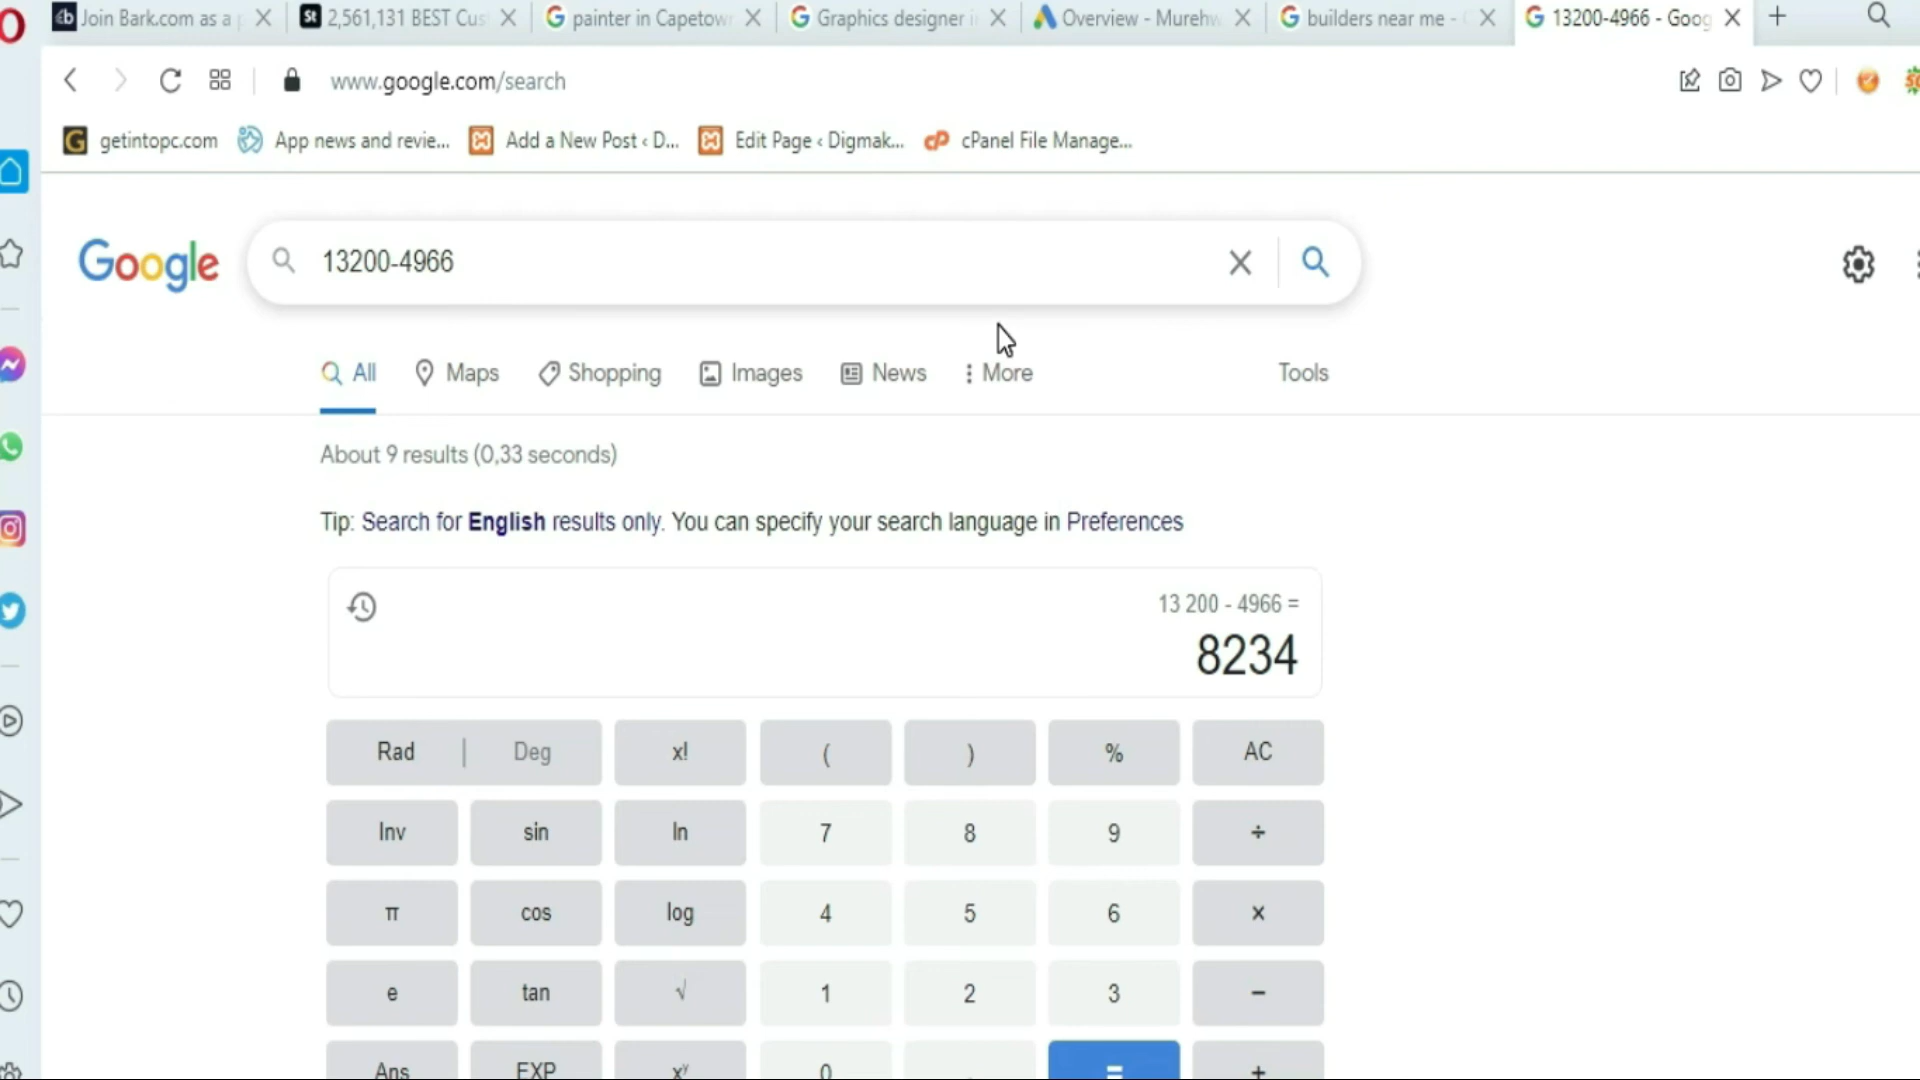 Join Bark.com as a
2,561,131 BEST Cus
painter in Capetow
Graphics designer i
Overview - Murehw
builders near me -
13200-4966 - Goog
www.google.com/search
getintopc.com
App news and revie...
Add a New Post ‹ D...
Edit Page ‹ Digmak...
cPanel File Manage...
Google
13200-4966
All
Maps
Shopping
Images
News
More
Tools
About 9 results (0,33 seconds)
Tip: Search for English results only. You can specify your search language in Preferences
13 200 - 4966 =
8234
Rad | Deg x! ( ) % AC
Inv sin ln 7 8 9 ÷
π cos log 4 5 6 ×
e tan √ 1 2 3 −
Ans EXP xʸ 0 . = +